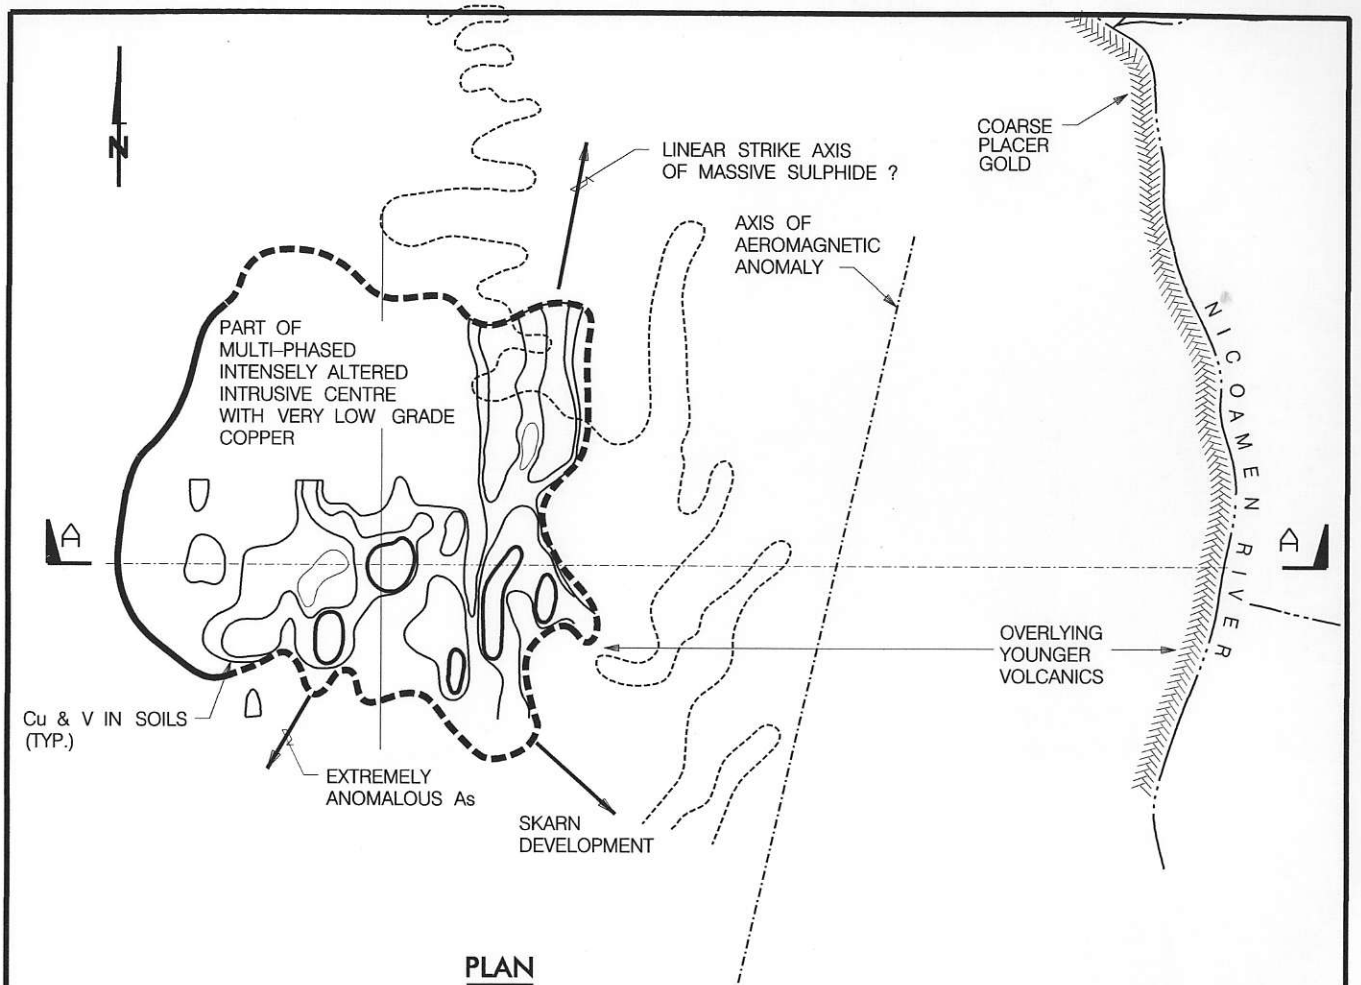 N
COARSE
PLACER
GOLD
LINEAR STRIKE AXIS
OF MASSIVE SULPHIDE ?
AXIS OF
AEROMAGNETIC
ANOMALY
PART OF
MULTI-PHASED
INTENSELY ALTERED
INTRUSIVE CENTRE
WITH VERY LOW GRADE
COPPER
NICOAMEN RIVER
A
A
OVERLYING
YOUNGER
VOLCANICS
Cu & V IN SOILS
(TYP.)
EXTREMELY
ANOMALOUS As
SKARN
DEVELOPMENT
PLAN